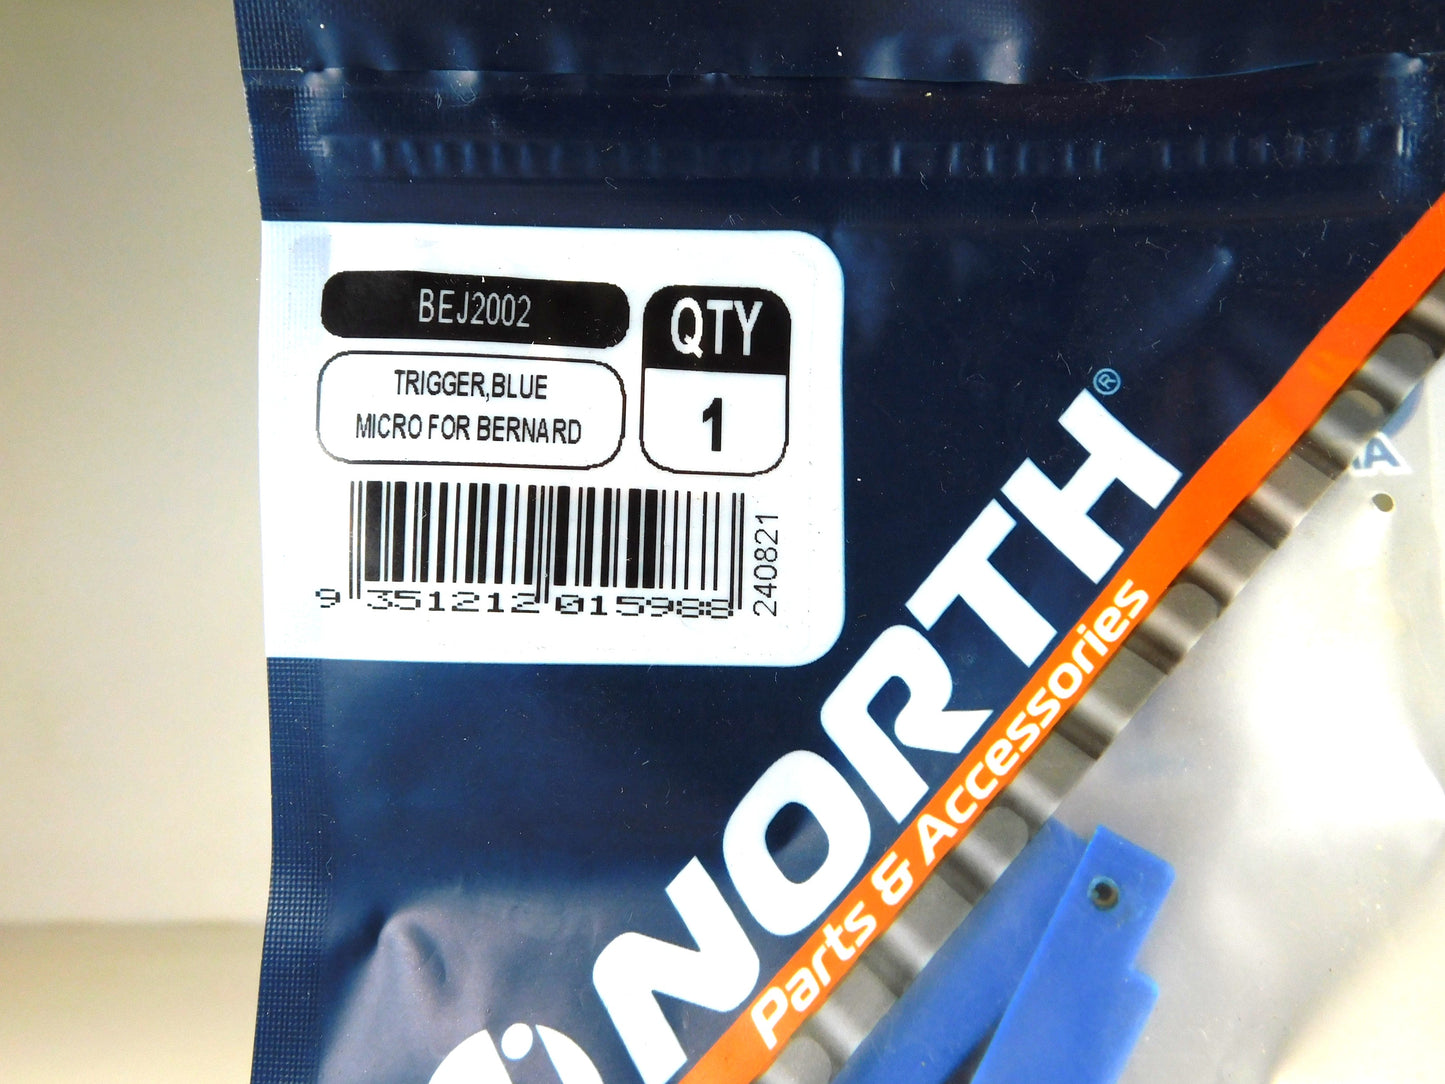 BEJ2002
TRIGGER,BLUE
MICRO FOR BERNARD
QTY
1
9 351212 015988
240821
NORTH®
Parts & Accessories